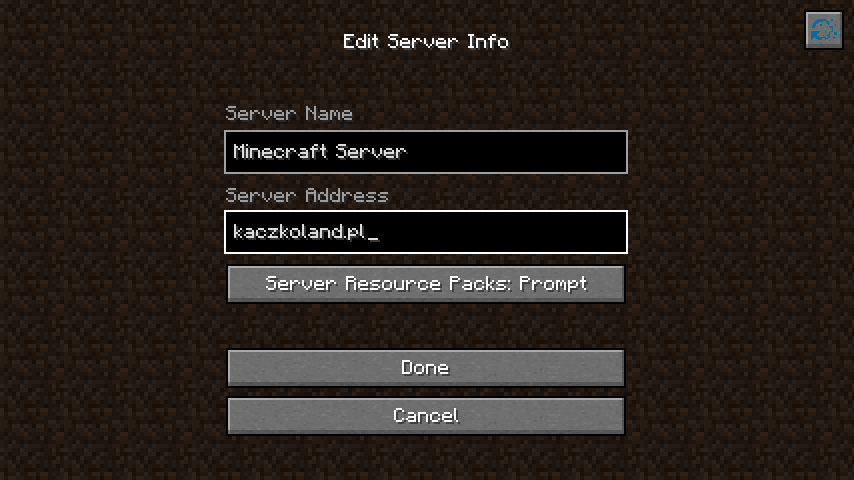 Edit Server Info
Server Name
Minecraft Server
Server Address
kaczkoland.pl_
Server Resource Packs: Prompt
Done
Cancel